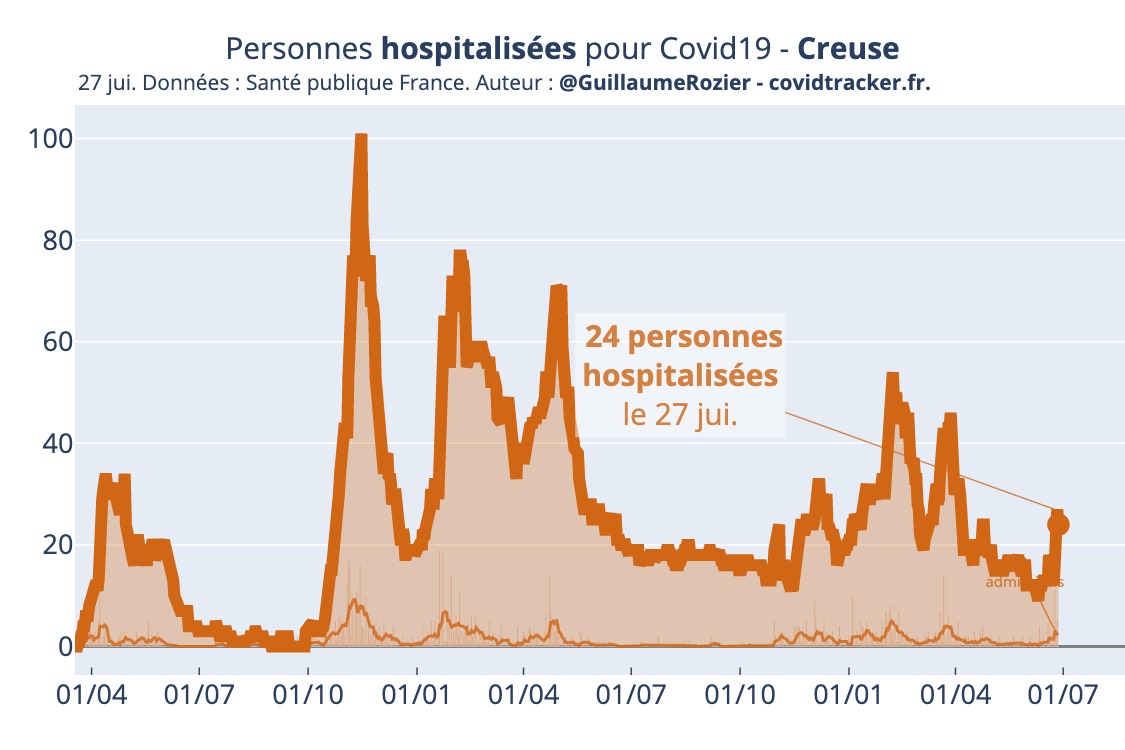 Personnes hospitalisées pour Covid19 - Creuse
27 jui. Données : Santé publique France. Auteur : @GuillaumeRozier - covidtracker.fr.
100
80
60
40
20
0
24 personnes
hospitalisées
le 27 jui.
01/04 01/07 01/10 01/01 01/04 01/07 01/10 01/01 01/04 01/07